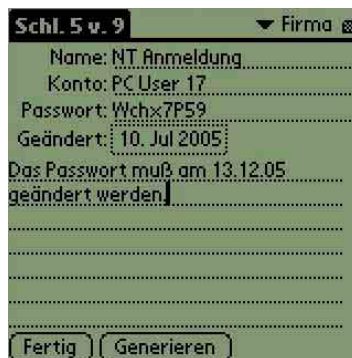 Schl. 5 v. 9 Firma
Name: NT Anmeldung
Konto: PC User 17
Passwort: Wchx7P59
Geändert: 10. Jul 2005
Das Passwort muß am 13.12.05
geändert werden.
Fertig Generieren